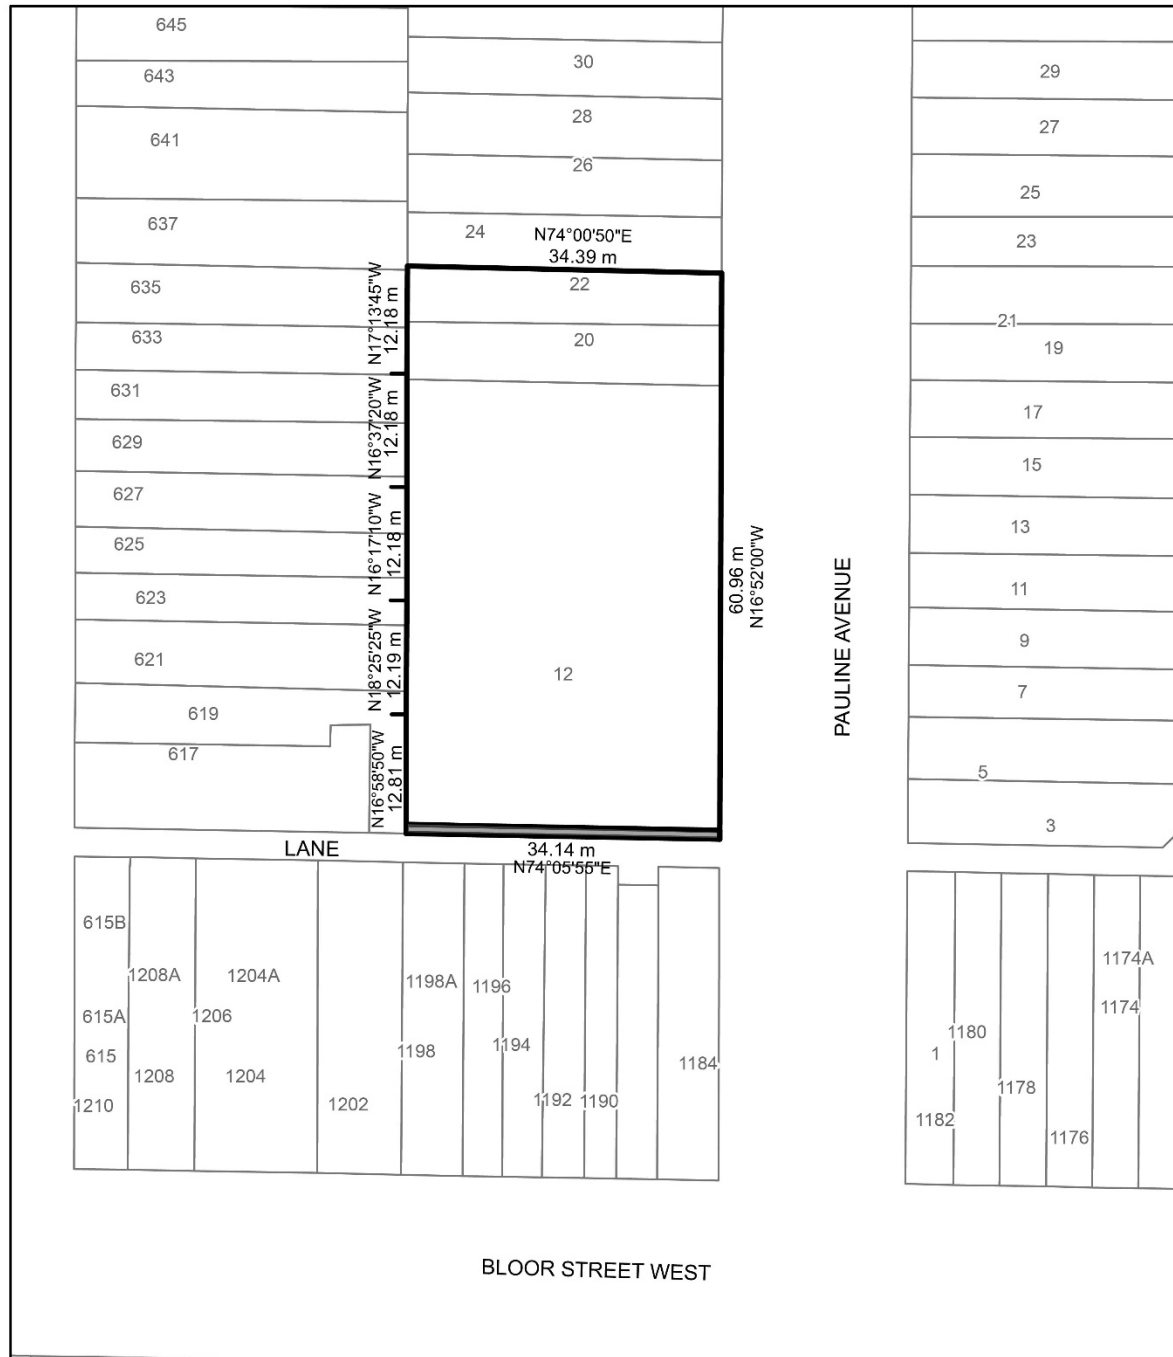 645
643
641
637
635
633
631
629
627
625
623
621
619
617
30
28
26
24
N74°00'50"E
34.39 m
22
20
12
N17°13'45"W
12.18 m
N16°37'20"W
12.18 m
N16°17'10"W
12.18 m
N18°25'25"W
12.19 m
N16°58'50"W
12.81 m
60.96 m
N16°52'00"W
PAULINE AVENUE
29
27
25
23
21
19
17
15
13
11
9
7
5
3
LANE
34.14 m
N74°05'55"E
615B
615A
615
1210
1208A
1208
1206
1204A
1204
1202
1198A
1198
1196
1194
1192
1190
1184
1
1182
1180
1178
1176
1174A
1174
BLOOR STREET WEST